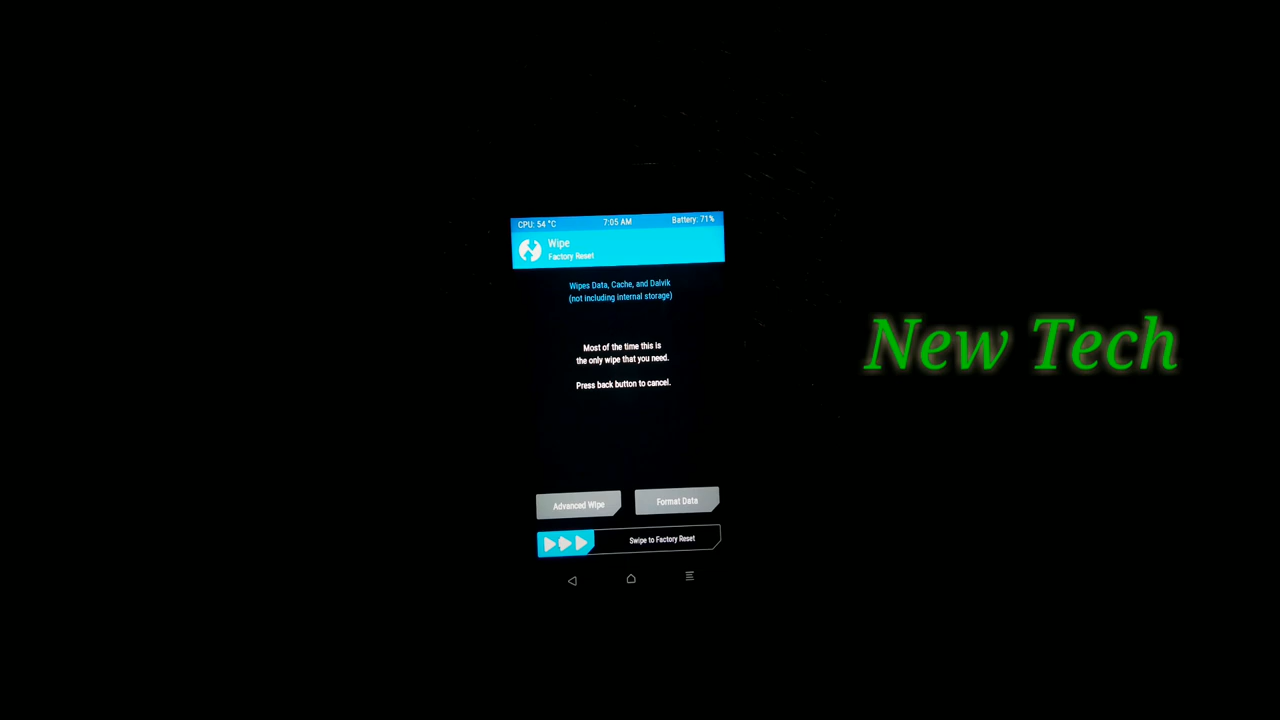 CPU: 54 °C 7:05 AM Battery: 71%
Wipe
Factory Reset
Wipes Data, Cache, and Dalvik
(not including internal storage)
Most of the time this is
the only wipe that you need.
Press back button to cancel.
Advanced Wipe Format Data
Swipe to Factory Reset
New Tech